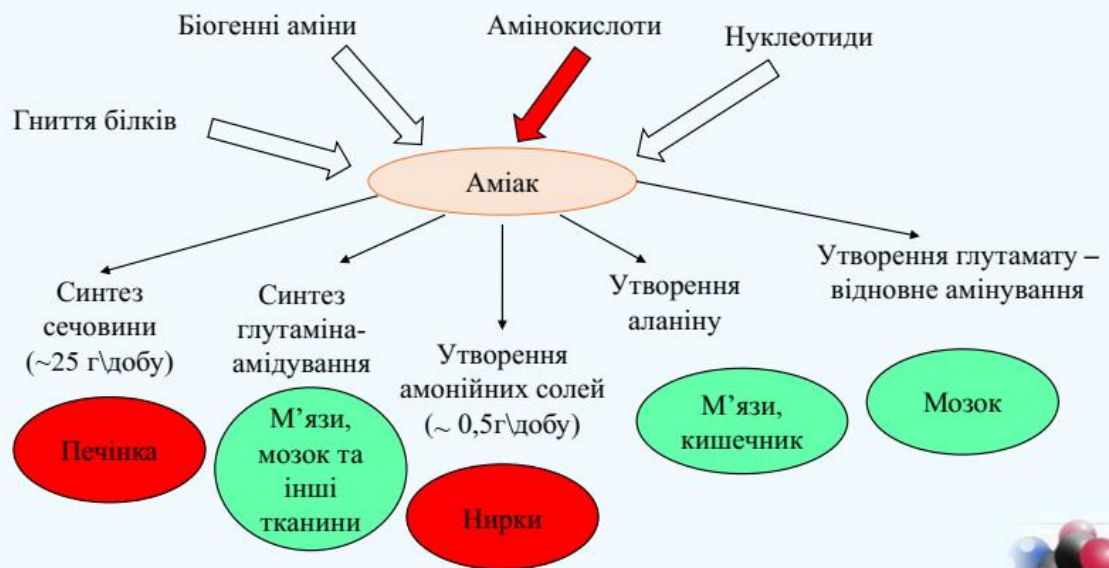 Біогенні аміни
Амінокислоти
Нуклеотиди
Гниття білків
Аміак
Синтез
сечовини
(~25 г\добу)
Печінка
Синтез
глутаміна-
амідування
М’язи,
мозок та
інші
тканини
Утворення
амонійних солей
(~ 0,5г\добу)
Нирки
Утворення
аланіну
М’язи,
кишечник
Утворення глутамату –
відновне амінування
Мозок